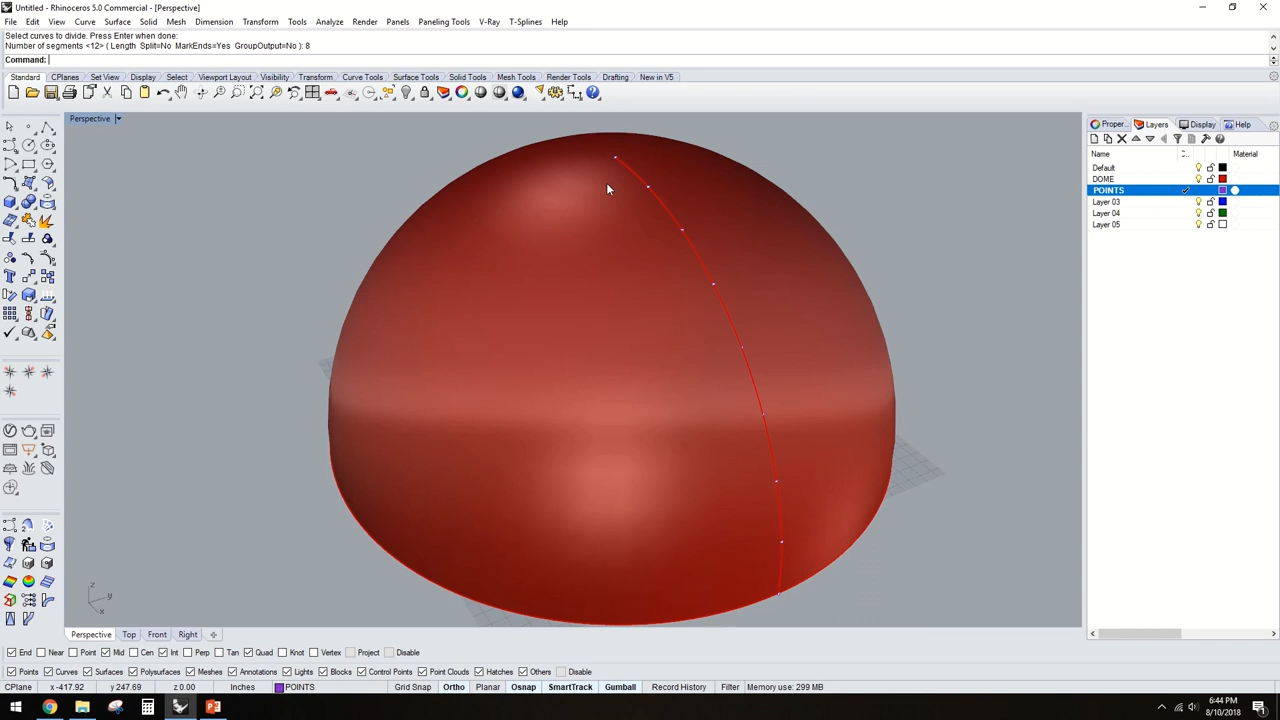 Untitled - Rhinoceros 5.0 Commercial - [Perspective]
File Edit View Curve Surface Solid Mesh Dimension Transform Tools Analyze Render Panels Paneling Tools V-Ray T-Splines Help
Select curves to divide. Press Enter when done:
Number of segments <12> ( Length Split=No MarkEnds=Yes GroupOutput=No ): 8
Command:
Standard CPlanes Set View Display Select Viewport Layout Visibility Transform Curve Tools Surface Tools Solid Tools Mesh Tools Render Tools Drafting New in V5
Perspective
Proper... Layers Display Help
Name 2.. Material
Default
DOME
POINTS
Layer 03
Layer 04
Layer 05
z
y
x
Perspective Top Front Right
End Near Point Mid Cen Int Perp Tan Quad Knot Vertex Project Disable
Points Curves Surfaces Polysurfaces Meshes Annotations Lights Blocks Control Points Point Clouds Hatches Others Disable
CPlane x -417.92 y 247.69 z 0.00 Inches POINTS Grid Snap Ortho Planar Osnap SmartTrack Gumball Record History Filter Memory use: 299 MB
6:44 PM
8/10/2018